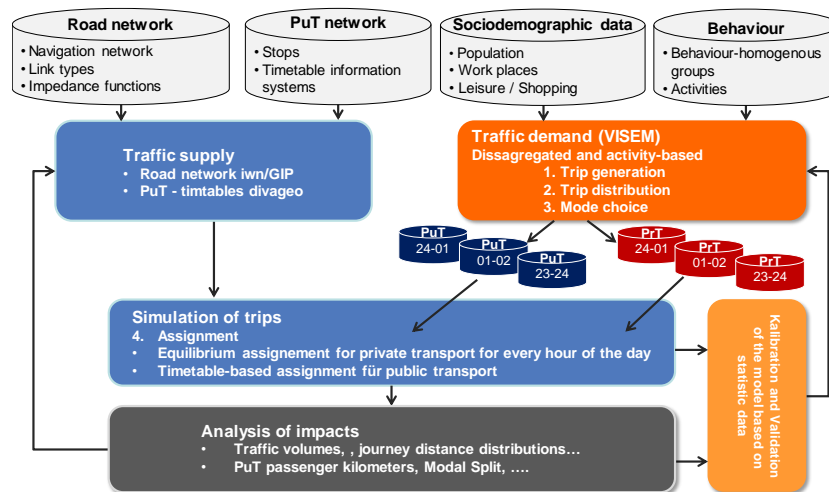 Road network
• Navigation network
• Link types
• Impedance functions
PuT network
• Stops
• Timetable information
systems
Sociodemographic data
• Population
• Work places
• Leisure / Shopping
Behaviour
• Behaviour-homogenous
groups
• Activities
Traffic supply
• Road network iwn/GIP
• PuT - timtables divageo
Traffic demand (VISEM)
Dissagregated and activity-based
1. Trip generation
2. Trip distribution
3. Mode choice
PuT
24-01
PuT
01-02
PuT
23-24
PrT
24-01
PrT
01-02
PrT
23-24
Simulation of trips
4. Assignment
• Equilibrium assignement for private transport for every hour of the day
• Timetable-based assignment für public transport
Kalibration and Validation
of the model based on
statistic data
Analysis of impacts
• Traffic volumes, , journey distance distributions…
• PuT passenger kilometers, Modal Split, ….